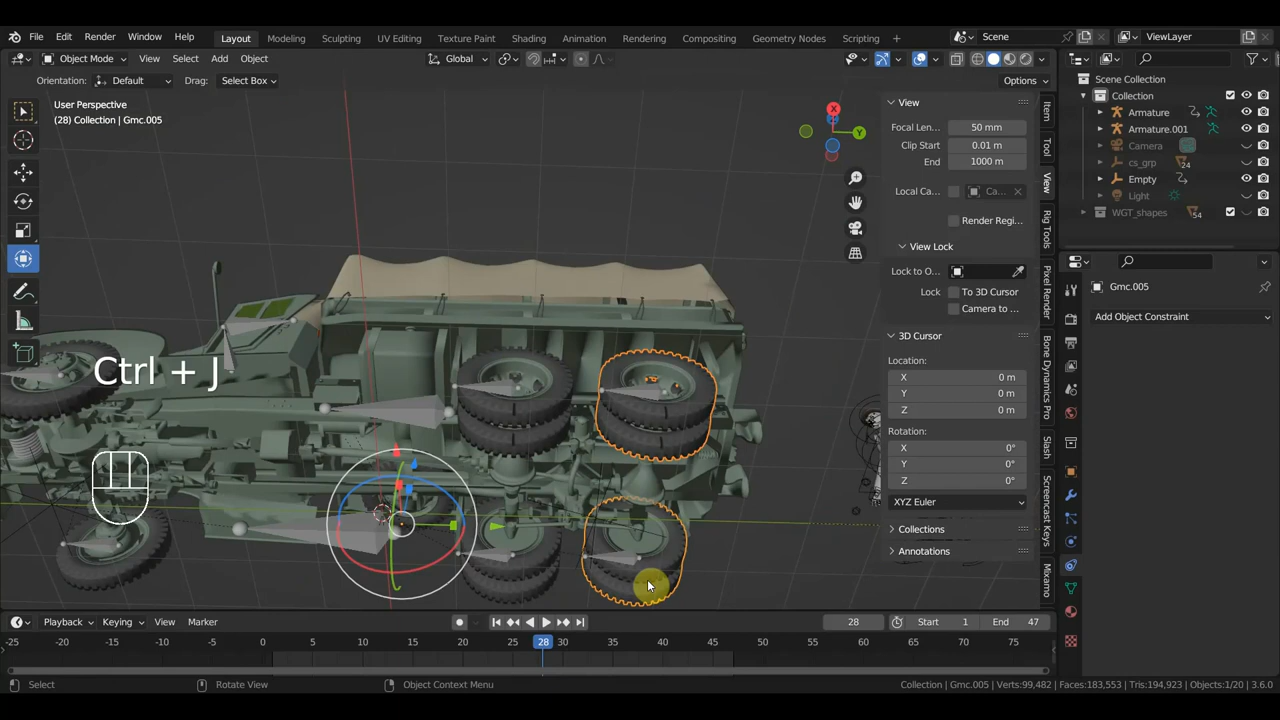 File Edit Render Window Help Layout Modeling Sculpting UV Editing Texture Paint Shading Animation Rendering Compositing Geometry Nodes Scripting + Scene ViewLayer
Object Mode View Select Add Object Global
Orientation: Default Drag: Select Box Options
User Perspective
(28) Collection | Gmc.005
X
Y
Z
View
Focal Len... 50 mm
Clip Start 0.01 m
End 1000 m
Local Ca... Ca...
Render Regi...
View Lock
Lock to O...
Lock To 3D Cursor
Camera to ...
3D Cursor
Location:
X 0 m
Y 0 m
Z 0 m
Rotation:
X 0°
Y 0°
Z 0°
XYZ Euler
Collections
Annotations
Item
Tool
View
Rig Tools
Pixel Render
Bone Dynamics Pro
Slash
Screencast Keys
Mixamo
Scene Collection
Collection
Armature
Armature.001
Camera
cs_grp 24
Empty
Light
WGT_shapes 54
Gmc.005
Add Object Constraint
Ctrl + J
Playback Keying View Marker 28 Start 1 End 47
-25 -20 -15 -10 -5 0 5 10 15 20 25 28 30 35 40 45 50 55 60 65 70 75
Select Rotate View Object Context Menu Collection | Gmc.005 | Verts:99,482 | Faces:183,553 | Tris:194,923 | Objects:1/20 | 3.6.0